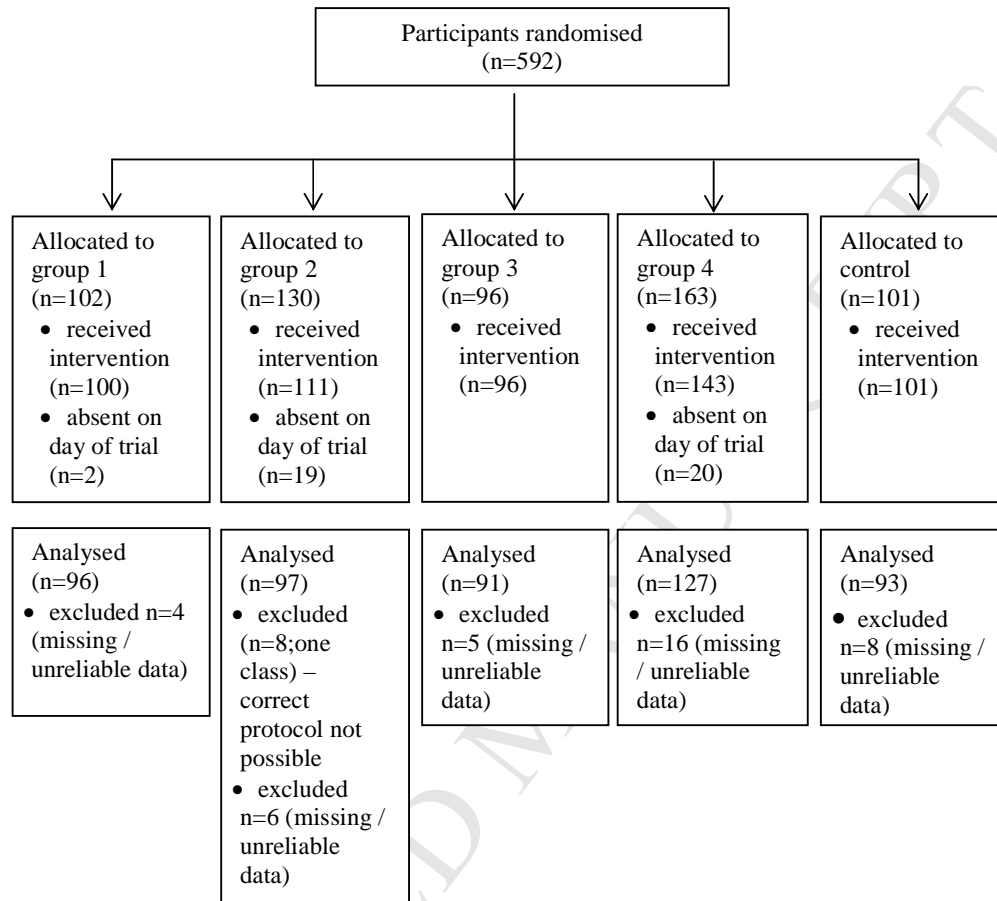 Participants randomised
(n=592)
Allocated to
group 1
(n=102)
• received
intervention
(n=100)
• absent on
day of trial
(n=2)
Allocated to
group 2
(n=130)
• received
intervention
(n=111)
• absent on
day of trial
(n=19)
Allocated to
group 3
(n=96)
• received
intervention
(n=96)
Allocated to
group 4
(n=163)
• received
intervention
(n=143)
• absent on
day of trial
(n=20)
Allocated to
control
(n=101)
• received
intervention
(n=101)
Analysed
(n=96)
• excluded n=4
(missing /
unreliable data)
Analysed
(n=97)
• excluded
(n=8;one
class) –
correct
protocol not
possible
• excluded
n=6 (missing /
unreliable
data)
Analysed
(n=91)
• excluded
n=5 (missing /
unreliable
data)
Analysed
(n=127)
• excluded
n=16 (missing
/ unreliable
data)
Analysed
(n=93)
• excluded
n=8 (missing
/ unreliable
data)